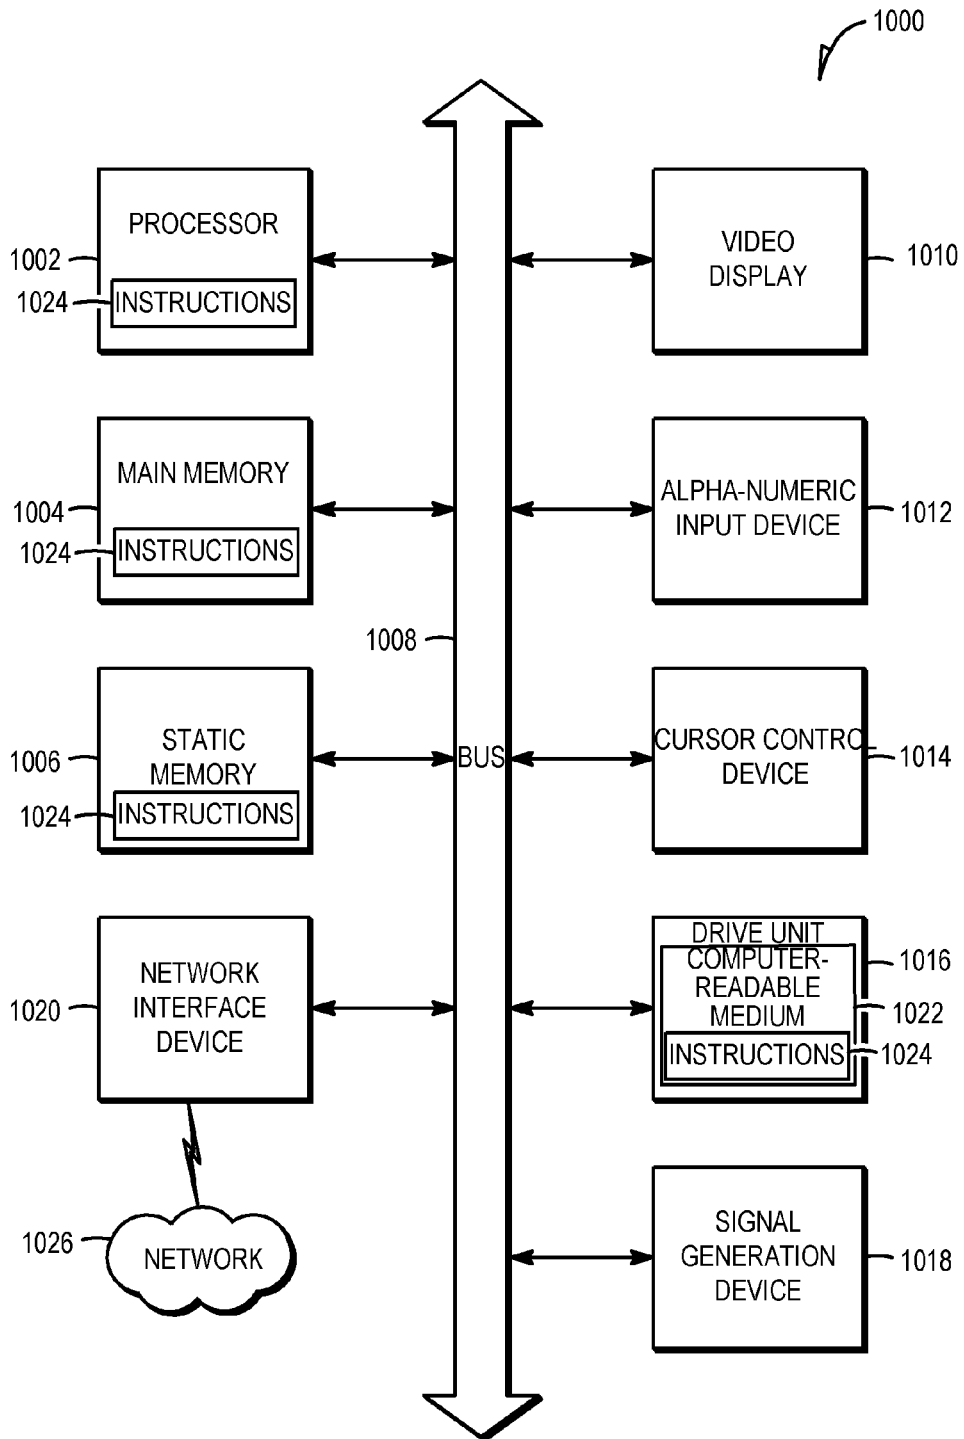 1000
PROCESSOR
1002
1024
INSTRUCTIONS
VIDEO
DISPLAY
1010
MAIN MEMORY
1004
1024
INSTRUCTIONS
ALPHA-NUMERIC
INPUT DEVICE
1012
1008
BUS
STATIC
MEMORY
1006
1024
INSTRUCTIONS
CURSOR CONTROL
DEVICE
1014
NETWORK
INTERFACE
DEVICE
1020
DRIVE UNIT
COMPUTER-
READABLE
MEDIUM
INSTRUCTIONS
1016
1022
1024
1026
NETWORK
SIGNAL
GENERATION
DEVICE
1018